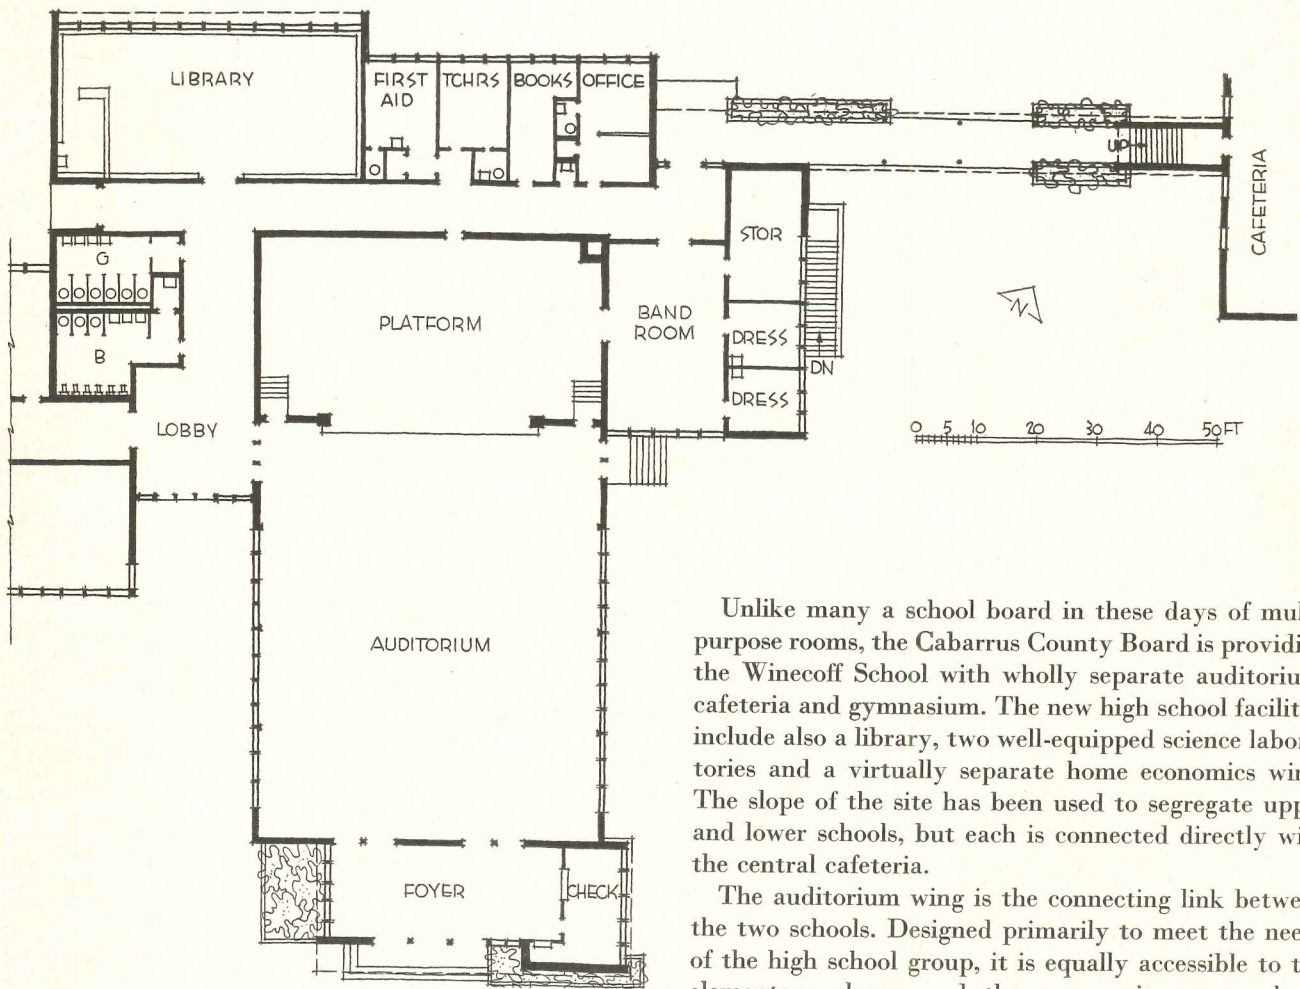 LIBRARY
FIRST
AID
TCHRS
BOOKS
OFFICE
UP
CAFETERIA
G
STOR
PLATFORM
BAND
ROOM
N
DRESS
B
DN
DRESS
LOBBY
0 5 10 20 30 40 50 FT
AUDITORIUM
FOYER
CHECK
Unlike many a school board in these days of mul
purpose rooms, the Cabarrus County Board is providi
the Winecoff School with wholly separate auditoriu
cafeteria and gymnasium. The new high school facilit
include also a library, two well-equipped science labor
tories and a virtually separate home economics win
The slope of the site has been used to segregate upp
and lower schools, but each is connected directly wi
the central cafeteria.
The auditorium wing is the connecting link betwe
the two schools. Designed primarily to meet the nee
of the high school group, it is equally accessible to t